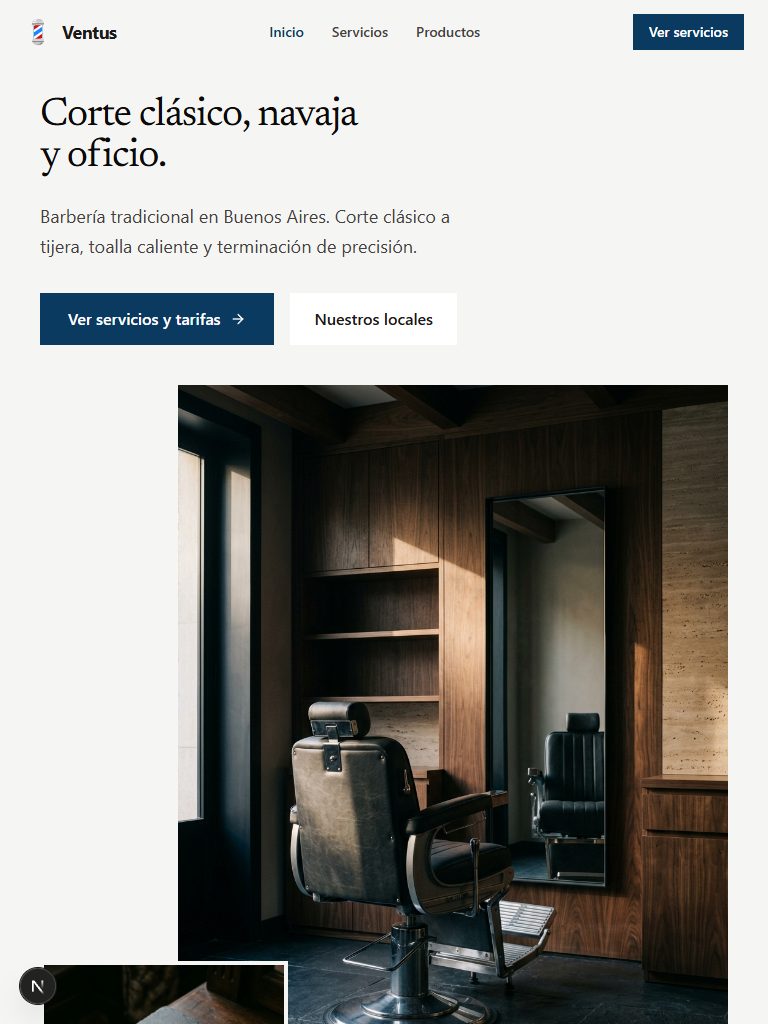 Ventus
Inicio
Servicios
Productos
Ver servicios
Corte clásico, navaja
y oficio.
Barbería tradicional en Buenos Aires. Corte clásico a
tijera, toalla caliente y terminación de precisión.
Ver servicios y tarifas →
Nuestros locales
N